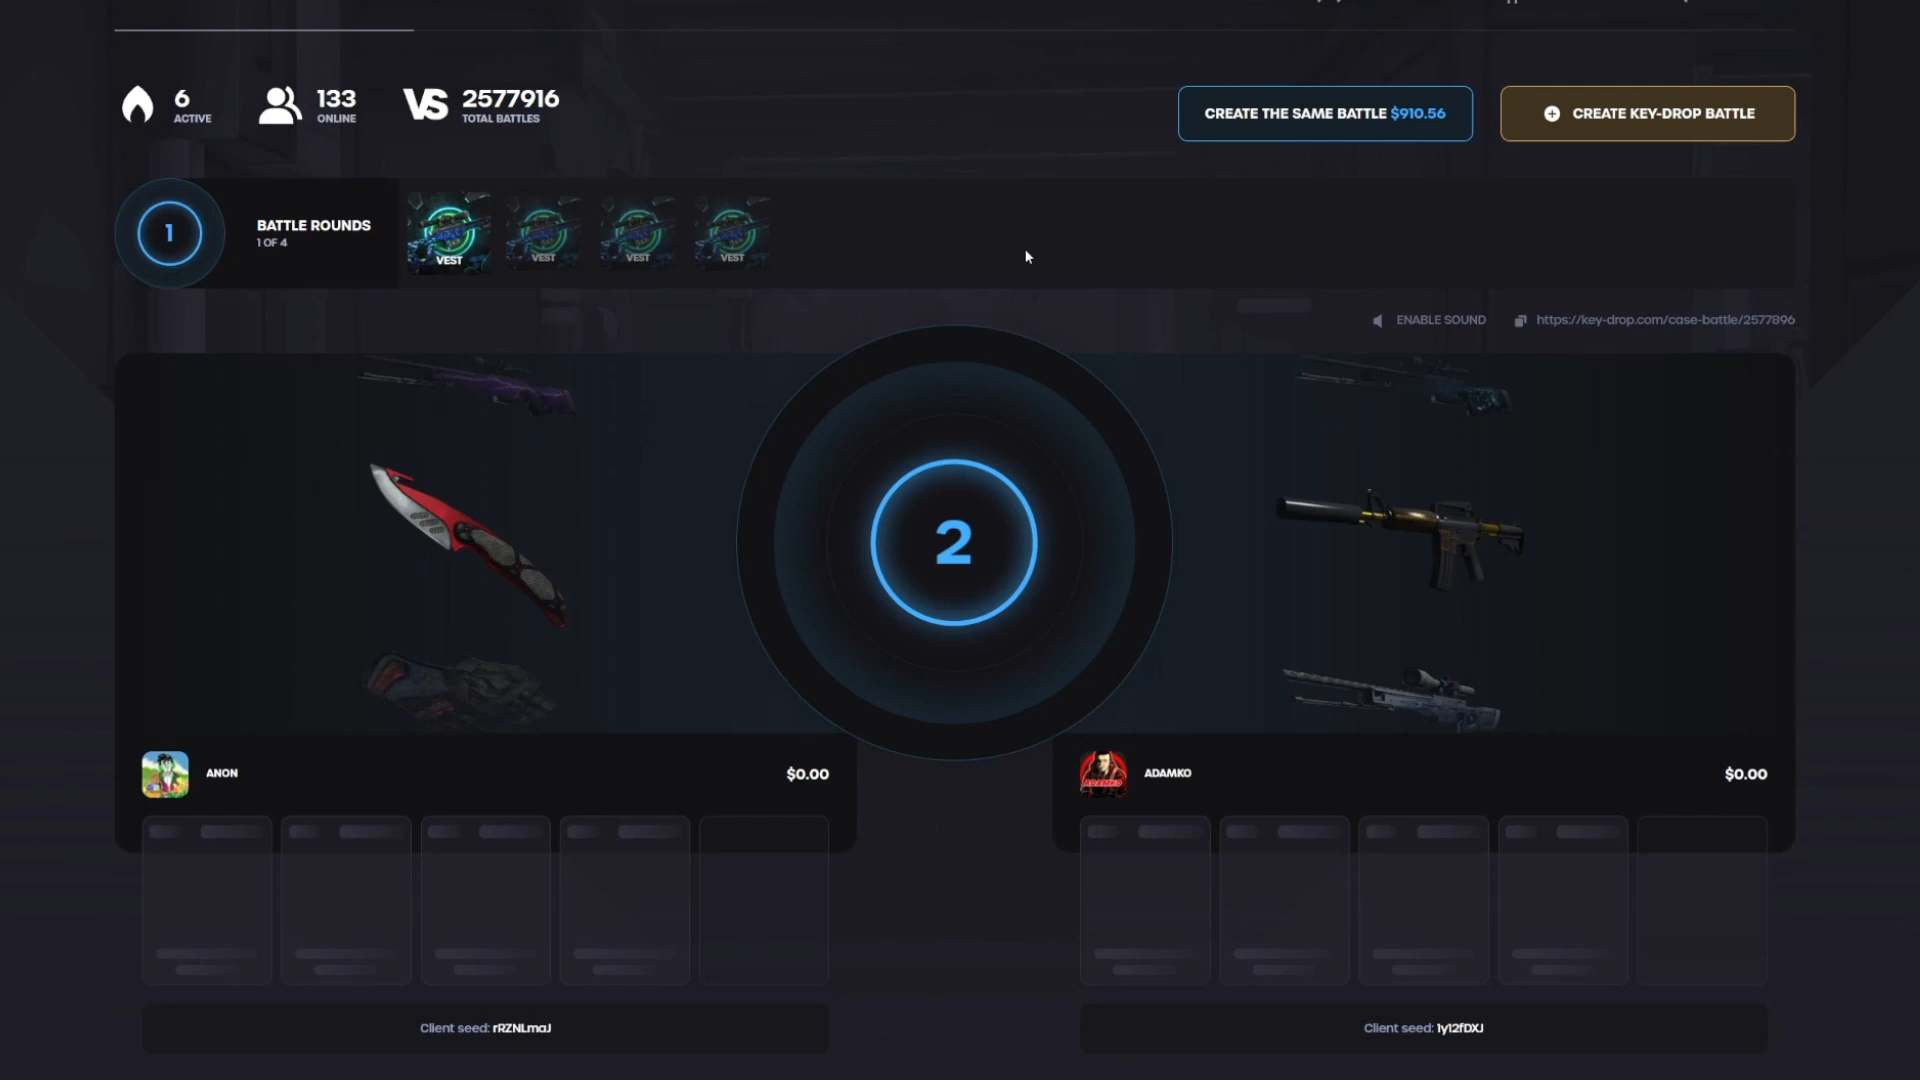 6
ACTIVE
133
ONLINE
VS
2577916
TOTAL BATTLES
CREATE THE SAME BATTLE $910.56
CREATE KEY-DROP BATTLE
1
BATTLE ROUNDS
1 OF 4
VEST
VEST
VEST
VEST
ENABLE SOUND
https://key-drop.com/case-battle/2577896
2
ANON
$0.00
ADAMKO
$0.00
Client seed: rRZNLmaJ
Client seed: 1y12fDXJ